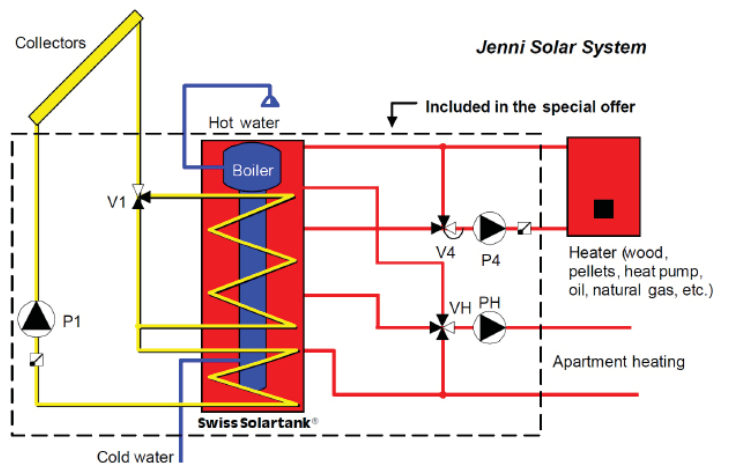 Collectors
Jenni Solar System
Included in the special offer
Hot water
Boiler
V1
V4
P4
Heater (wood,
pellets, heat pump,
oil, natural gas, etc.)
P1
VH
PH
Apartment heating
Swiss Solartank®
Cold water